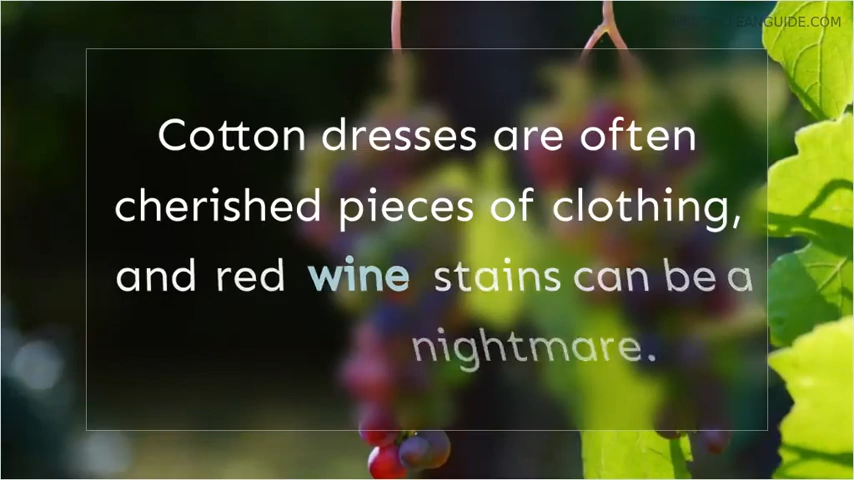 Cotton dresses are often
cherished pieces of clothing,
and red wine stains can be a
nightmare.